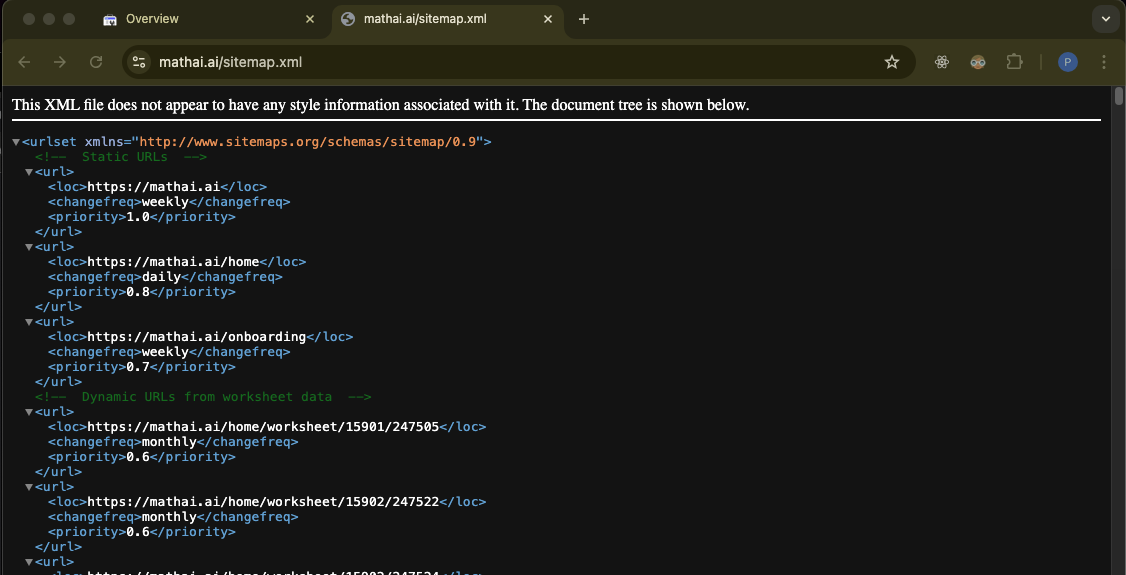 Overview
mathai.ai/sitemap.xml
mathai.ai/sitemap.xml
P
This XML file does not appear to have any style information associated with it. The document tree is shown below.
▼<urlset xmlns="http://www.sitemaps.org/schemas/sitemap/0.9">
<!-- Static URLs -->
▼<url>
<loc>https://mathai.ai</loc>
<changefreq>weekly</changefreq>
<priority>1.0</priority>
</url>
▼<url>
<loc>https://mathai.ai/home</loc>
<changefreq>daily</changefreq>
<priority>0.8</priority>
</url>
▼<url>
<loc>https://mathai.ai/onboarding</loc>
<changefreq>weekly</changefreq>
<priority>0.7</priority>
</url>
<!-- Dynamic URLs from worksheet data -->
▼<url>
<loc>https://mathai.ai/home/worksheet/15901/247505</loc>
<changefreq>monthly</changefreq>
<priority>0.6</priority>
</url>
▼<url>
<loc>https://mathai.ai/home/worksheet/15902/247522</loc>
<changefreq>monthly</changefreq>
<priority>0.6</priority>
</url>
▼<url>